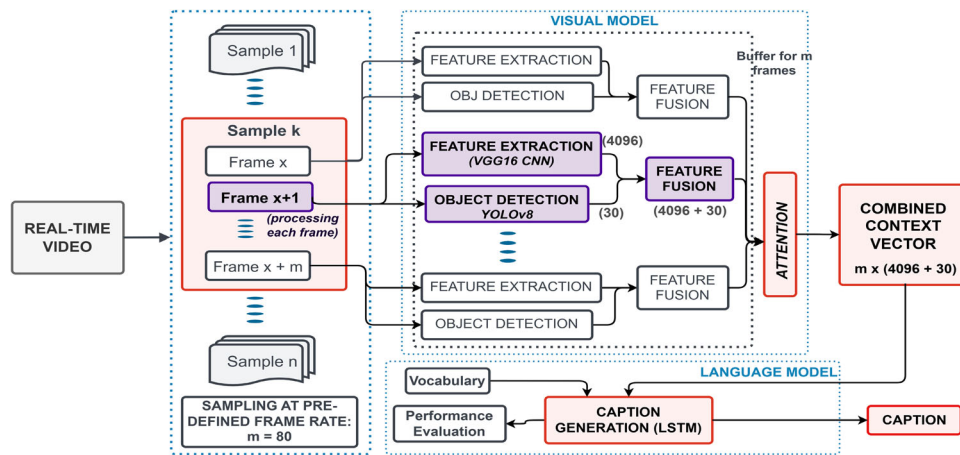 VISUAL MODEL
Sample 1
FEATURE EXTRACTION
OBJ DETECTION
Buffer for m
frames
FEATURE
FUSION
Sample k
Frame x
Frame x+1
(processing
each frame)
Frame x + m
FEATURE EXTRACTION
(VGG16 CNN)
(4096)
OBJECT DETECTION
YOLOv8
(30)
FEATURE
FUSION
(4096 + 30)
REAL-TIME
VIDEO
ATTENTION
COMBINED
CONTEXT
VECTOR
m x (4096 + 30)
FEATURE EXTRACTION
OBJECT DETECTION
FEATURE
FUSION
Sample n
SAMPLING AT PRE-
DEFINED FRAME RATE:
m = 80
LANGUAGE MODEL
Vocabulary
Performance
Evaluation
CAPTION
GENERATION (LSTM)
CAPTION